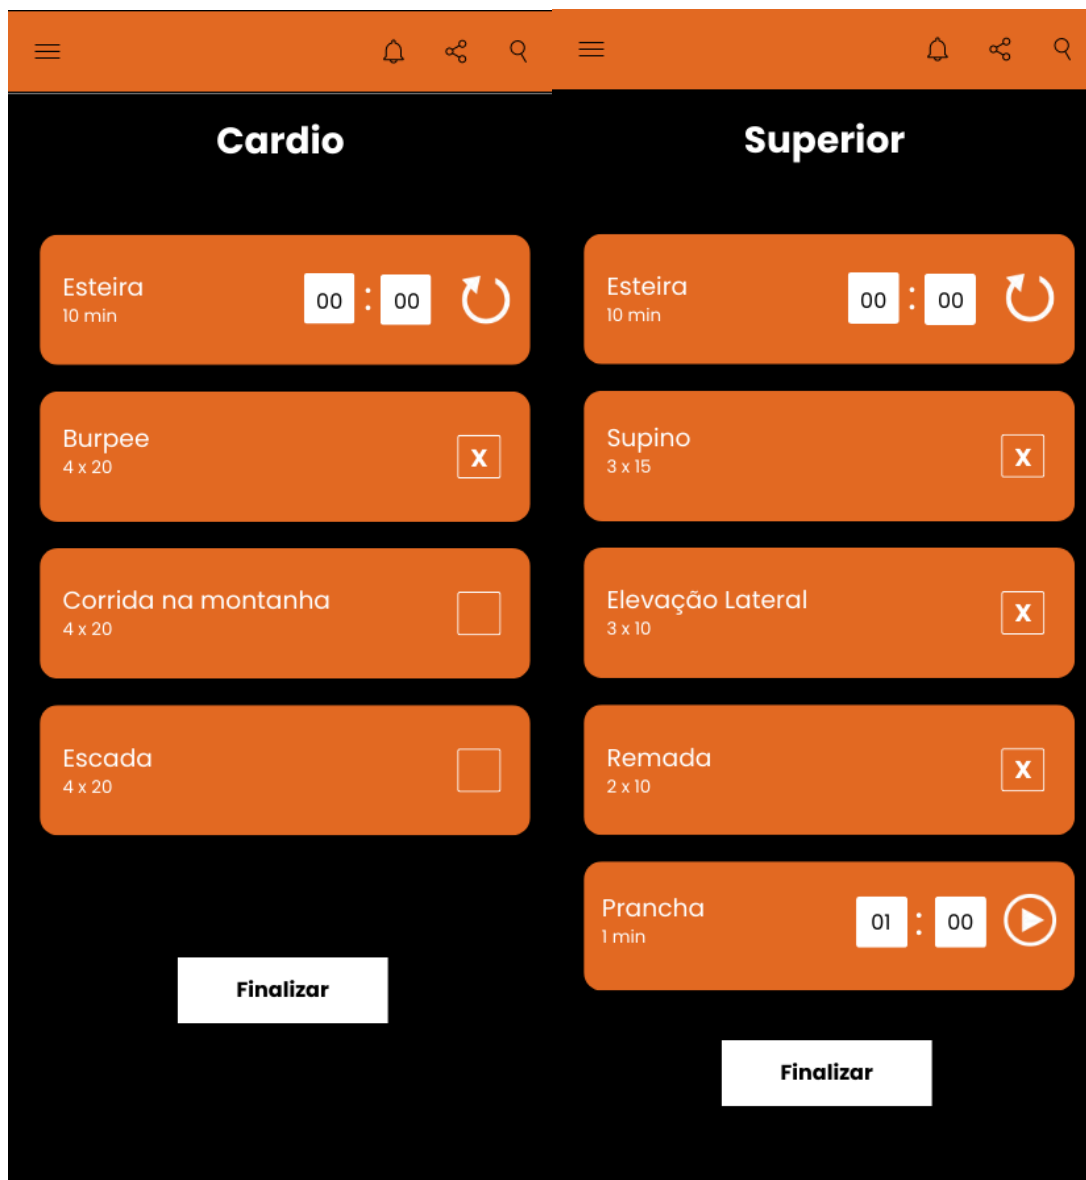 Cardio
Esteira
10 min
00 : 00
Burpee
4 x 20
X
Corrida na montanha
4 x 20
Escada
4 x 20
Finalizar
Superior
Esteira
10 min
00 : 00
Supino
3 x 15
X
Elevação Lateral
3 x 10
X
Remada
2 x 10
X
Prancha
1 min
01 : 00
Finalizar